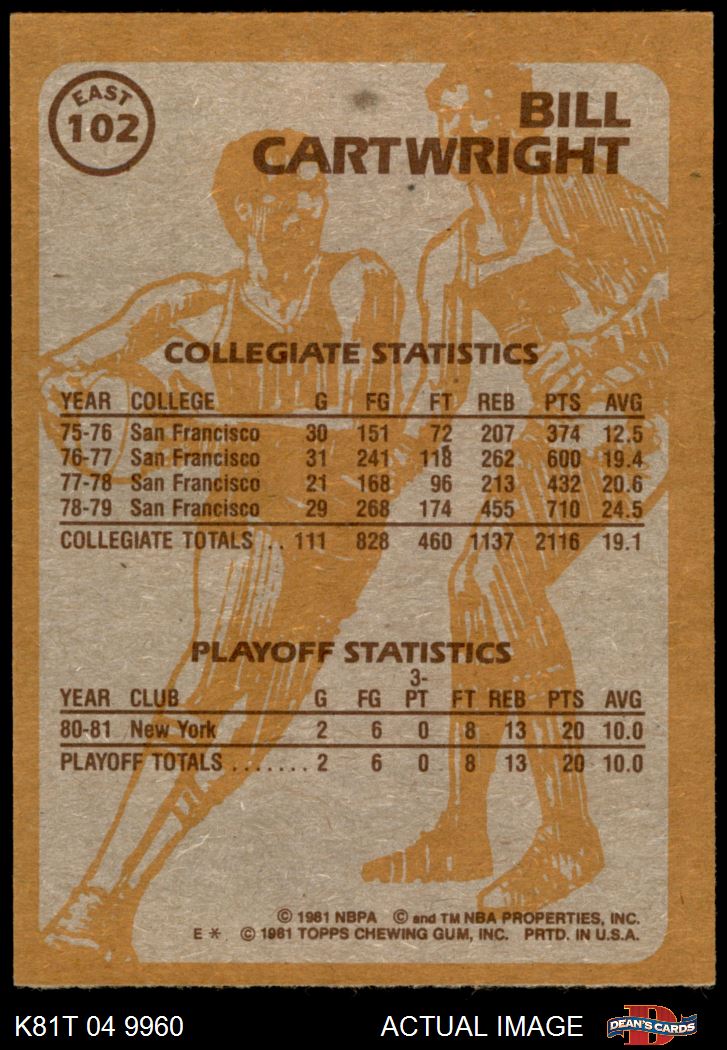 EAST
102
BILL
CARTWRIGHT
COLLEGIATE STATISTICS
YEAR COLLEGE G FG FT REB PTS AVG
75-76 San Francisco 30 151 72 207 374 12.5
76-77 San Francisco 31 241 118 262 600 19.4
77-78 San Francisco 21 168 96 213 432 20.6
78-79 San Francisco 29 268 174 455 710 24.5
COLLEGIATE TOTALS .. 111 828 460 1137 2116 19.1
PLAYOFF STATISTICS
YEAR CLUB G FG 3-PT FT REB PTS AVG
80-81 New York 2 6 0 8 13 20 10.0
PLAYOFF TOTALS ....... 2 6 0 8 13 20 10.0
© 1981 NBPA © and TM NBA PROPERTIES, INC.
E * © 1981 TOPPS CHEWING GUM, INC. PRTD. IN U.S.A.
K81T 04 9960 ACTUAL IMAGE DEAN'S CARDS